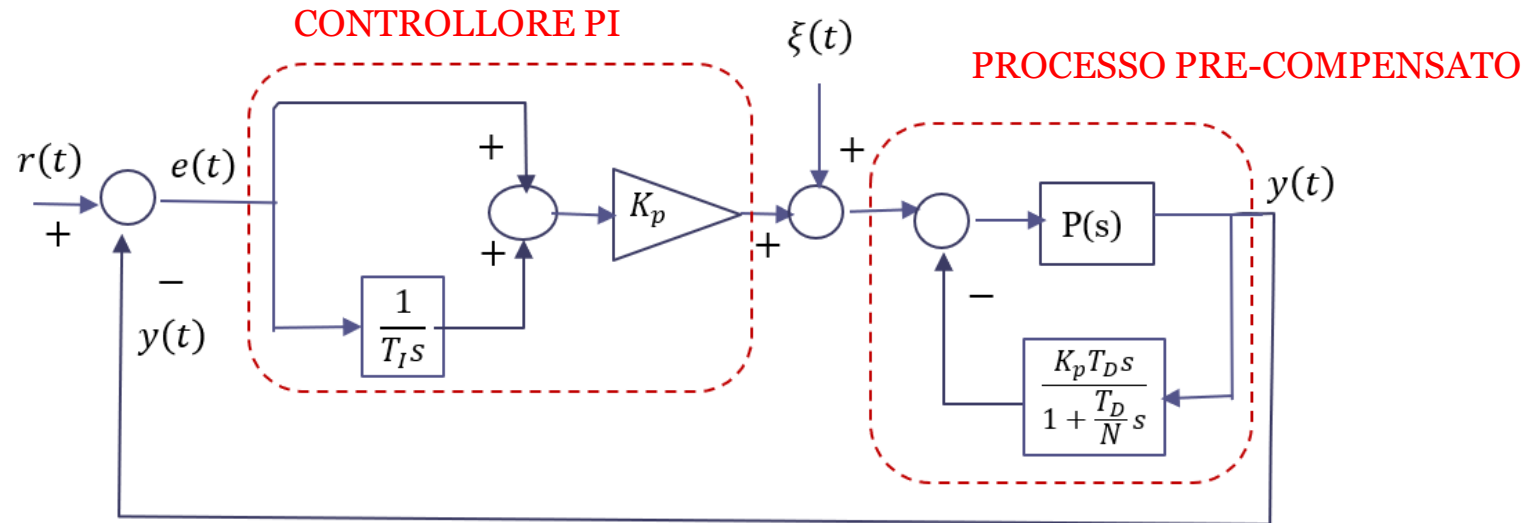 CONTROLLORE PI
ξ(t)
PROCESSO PRE-COMPENSATO
r(t)
e(t)
+
+
y(t)
+
K_p
P(s)
+
+
+
−
−
y(t)
1
T_I s
K_p T_D s
1 + T_D/N s